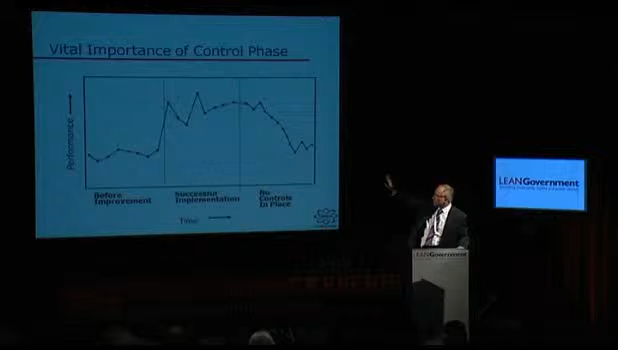 Vital Importance of Control Phase
Performance
Before
Improvement
Successful
Implementation
No
Controls
In Place
Time
LEANGovernment
LEANGovernment